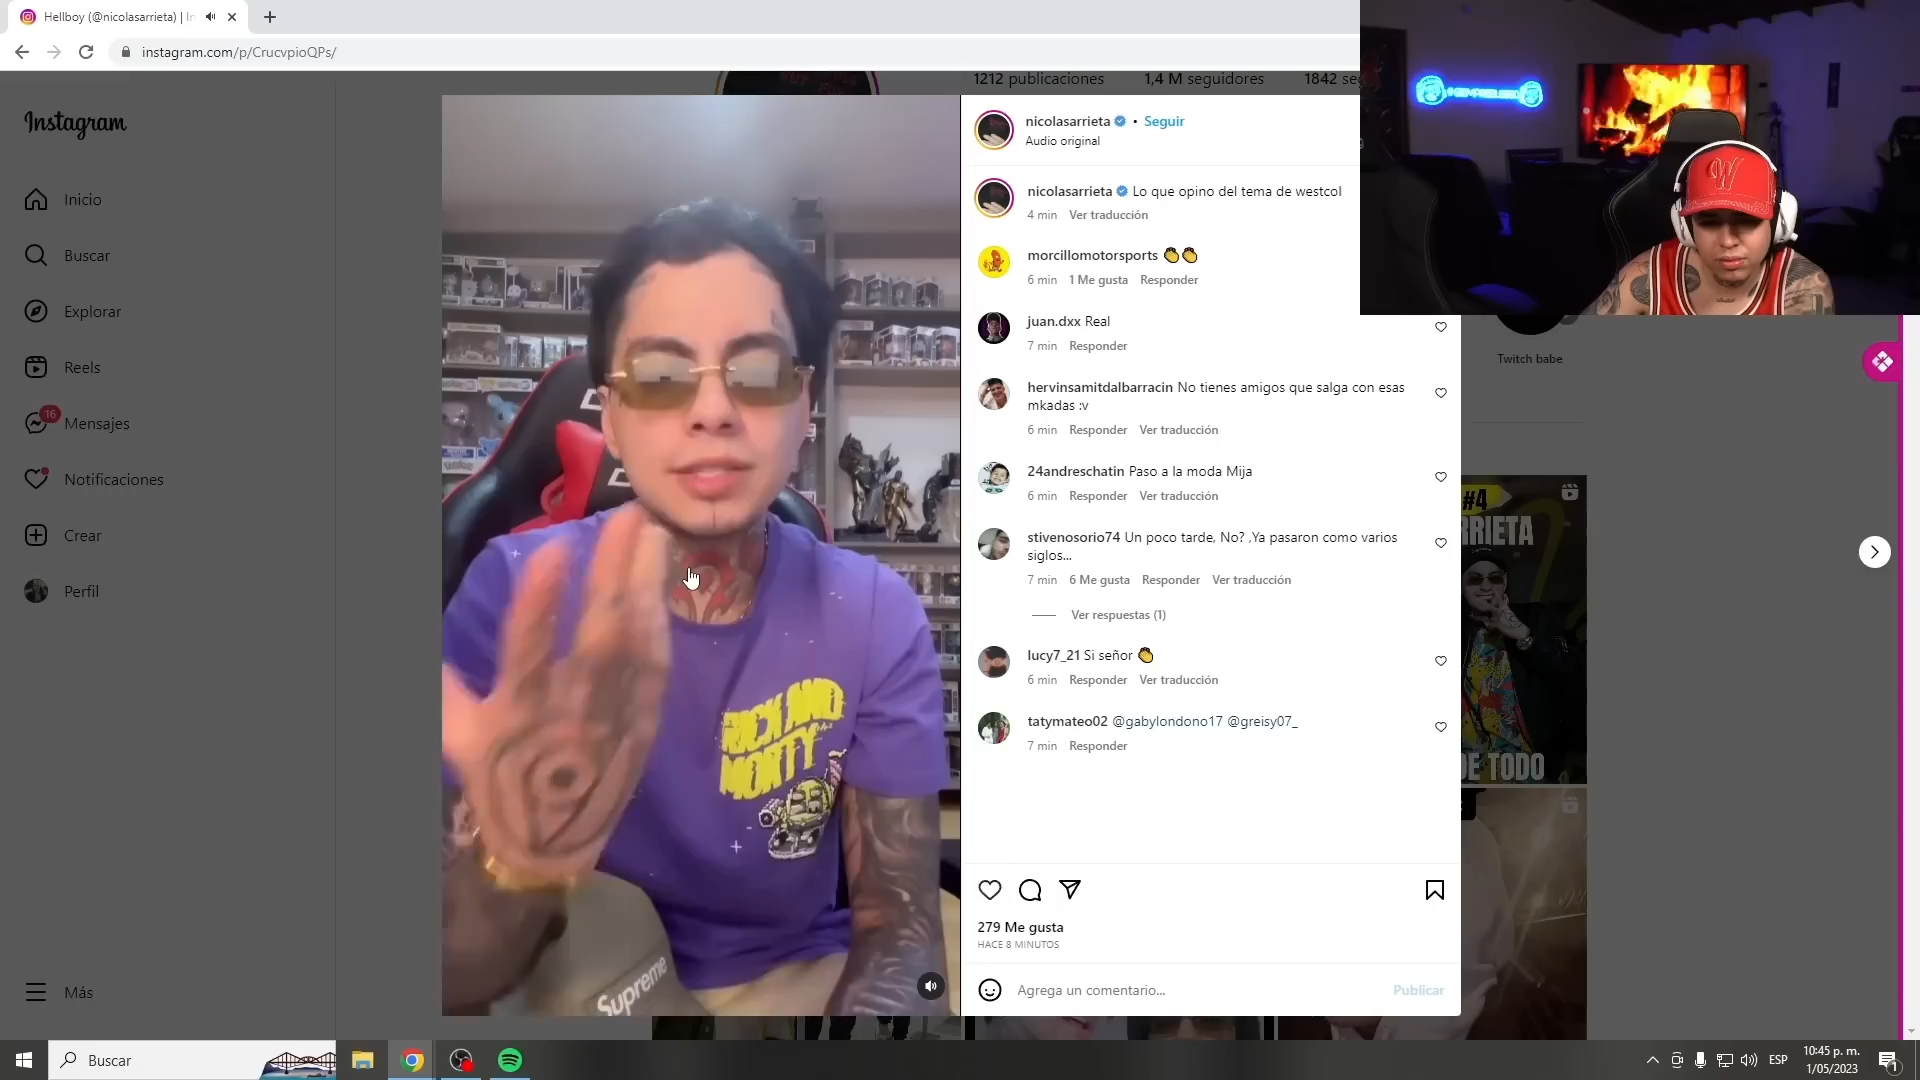 Hellboy (@nicolasarrieta) | In
instagram.com/p/CrucvpioQPs/
1212 publicaciones 1,4 M seguidores 1842 se
Instagram
Inicio
Buscar
Explorar
Reels
16
Mensajes
Notificaciones
Crear
Perfil
Más
RICK AND
MORTY
Supreme
nicolasarrieta • Seguir
Audio original
nicolasarrieta Lo que opino del tema de westcol
4 min Ver traducción
morcillomotorsports 👏👏
6 min 1 Me gusta Responder
juan.dxx Real
7 min Responder
hervinsamitdalbarracin No tienes amigos que salga con esas
mkadas :v
6 min Responder Ver traducción
24andreschatin Paso a la moda Mija
6 min Responder Ver traducción
stivenosorio74 Un poco tarde, No? ,Ya pasaron como varios
siglos...
7 min 6 Me gusta Responder Ver traducción
Ver respuestas (1)
lucy7_21 Si señor 👏
6 min Responder Ver traducción
tatymateo02 @gabylondono17 @greisy07_
7 min Responder
279 Me gusta
HACE 8 MINUTOS
Agrega un comentario... Publicar
W
Twitch babe
#4
RRIETA
DE TODO
Buscar
ESP
10:45 p. m.
1/05/2023
1